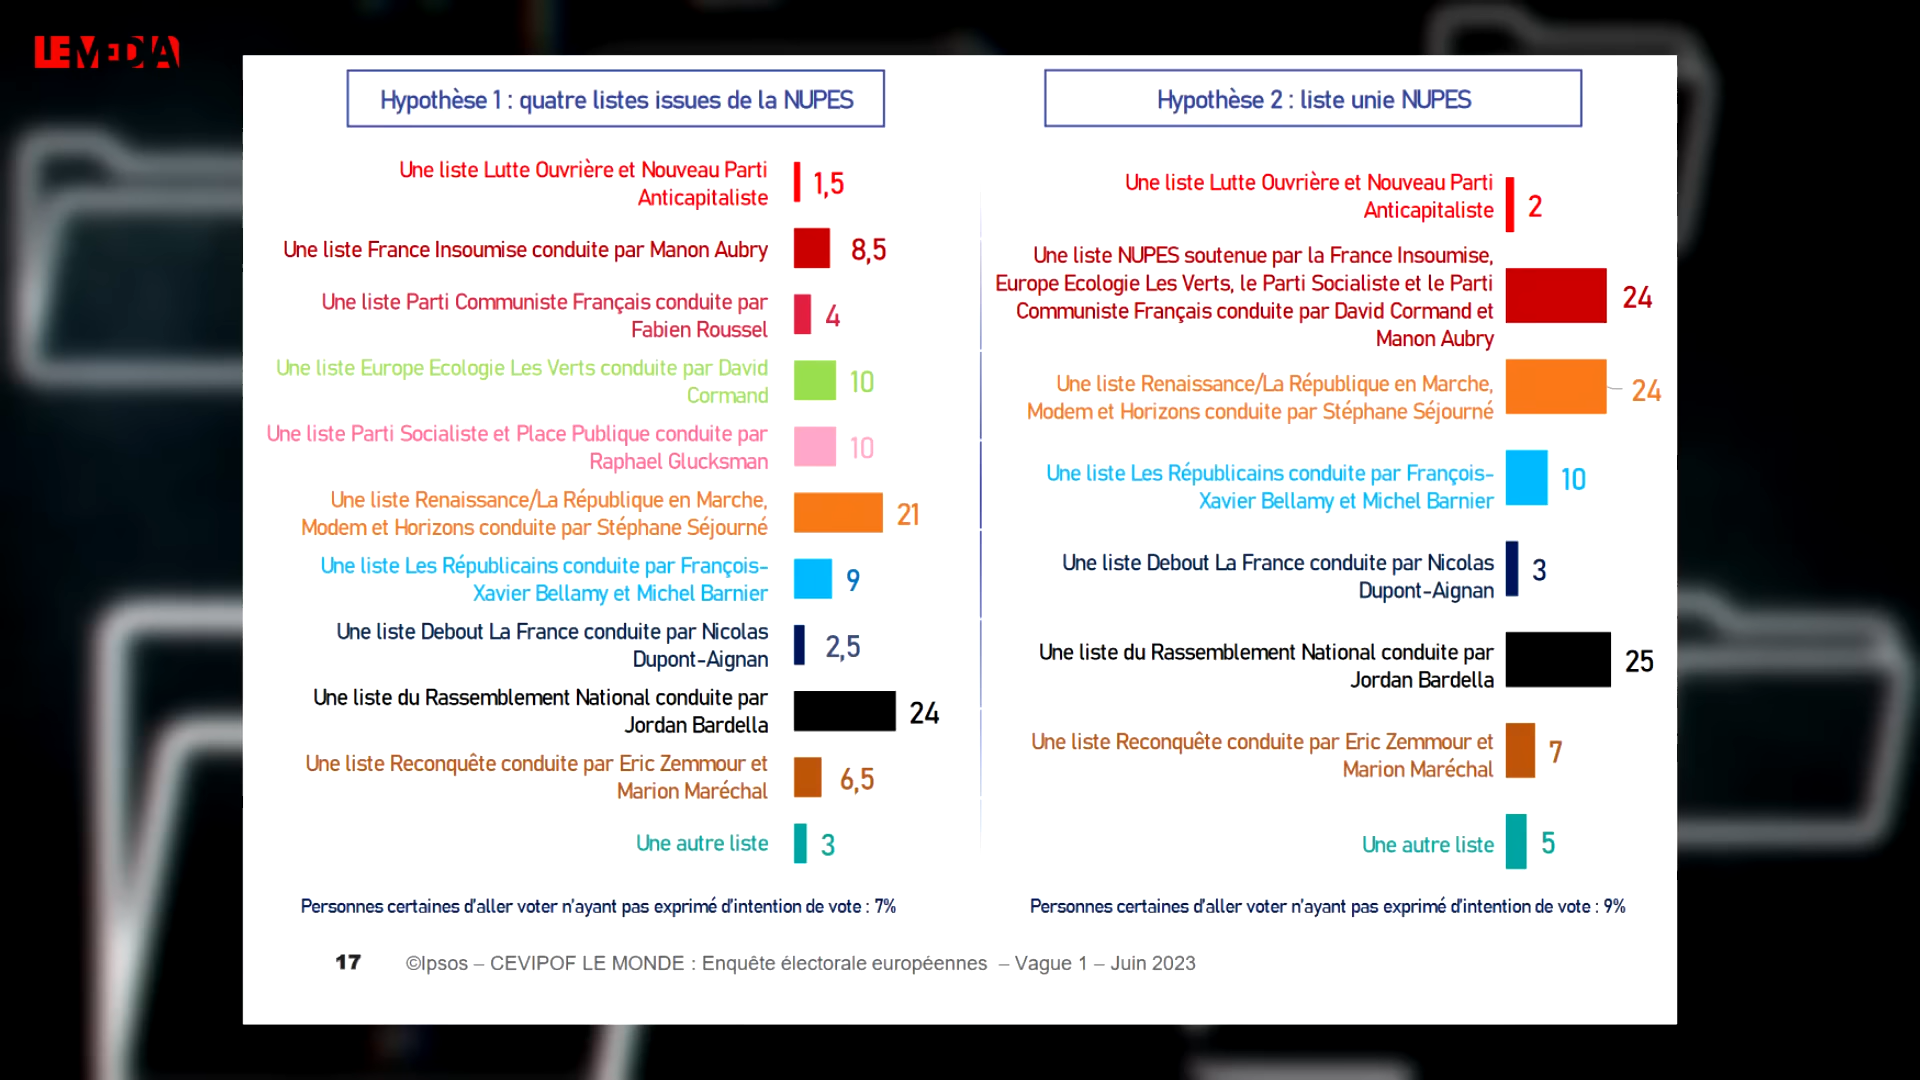 LEMEDIA
Hypothèse 1 : quatre listes issues de la NUPES
Une liste Lutte Ouvrière et Nouveau Parti
Anticapitaliste
1,5
Une liste France Insoumise conduite par Manon Aubry
8,5
Une liste Parti Communiste Français conduite par
Fabien Roussel
4
Une liste Europe Ecologie Les Verts conduite par David
Cormand
10
Une liste Parti Socialiste et Place Publique conduite par
Raphael Glucksman
10
Une liste Renaissance/La République en Marche,
Modem et Horizons conduite par Stéphane Séjourné
21
Une liste Les Républicains conduite par François-
Xavier Bellamy et Michel Barnier
9
Une liste Debout La France conduite par Nicolas
Dupont-Aignan
2,5
Une liste du Rassemblement National conduite par
Jordan Bardella
24
Une liste Reconquête conduite par Eric Zemmour et
Marion Maréchal
6,5
Une autre liste
3
Personnes certaines d'aller voter n'ayant pas exprimé d'intention de vote : 7%
Hypothèse 2 : liste unie NUPES
Une liste Lutte Ouvrière et Nouveau Parti
Anticapitaliste
2
Une liste NUPES soutenue par la France Insoumise,
Europe Ecologie Les Verts, le Parti Socialiste et le Parti
Communiste Français conduite par David Cormand et
Manon Aubry
24
Une liste Renaissance/La République en Marche,
Modem et Horizons conduite par Stéphane Séjourné
24
Une liste Les Républicains conduite par François-
Xavier Bellamy et Michel Barnier
10
Une liste Debout La France conduite par Nicolas
Dupont-Aignan
3
Une liste du Rassemblement National conduite par
Jordan Bardella
25
Une liste Reconquête conduite par Eric Zemmour et
Marion Maréchal
7
Une autre liste
5
Personnes certaines d'aller voter n'ayant pas exprimé d'intention de vote : 9%
17
©Ipsos – CEVIPOF LE MONDE : Enquête électorale européennes – Vague 1 – Juin 2023